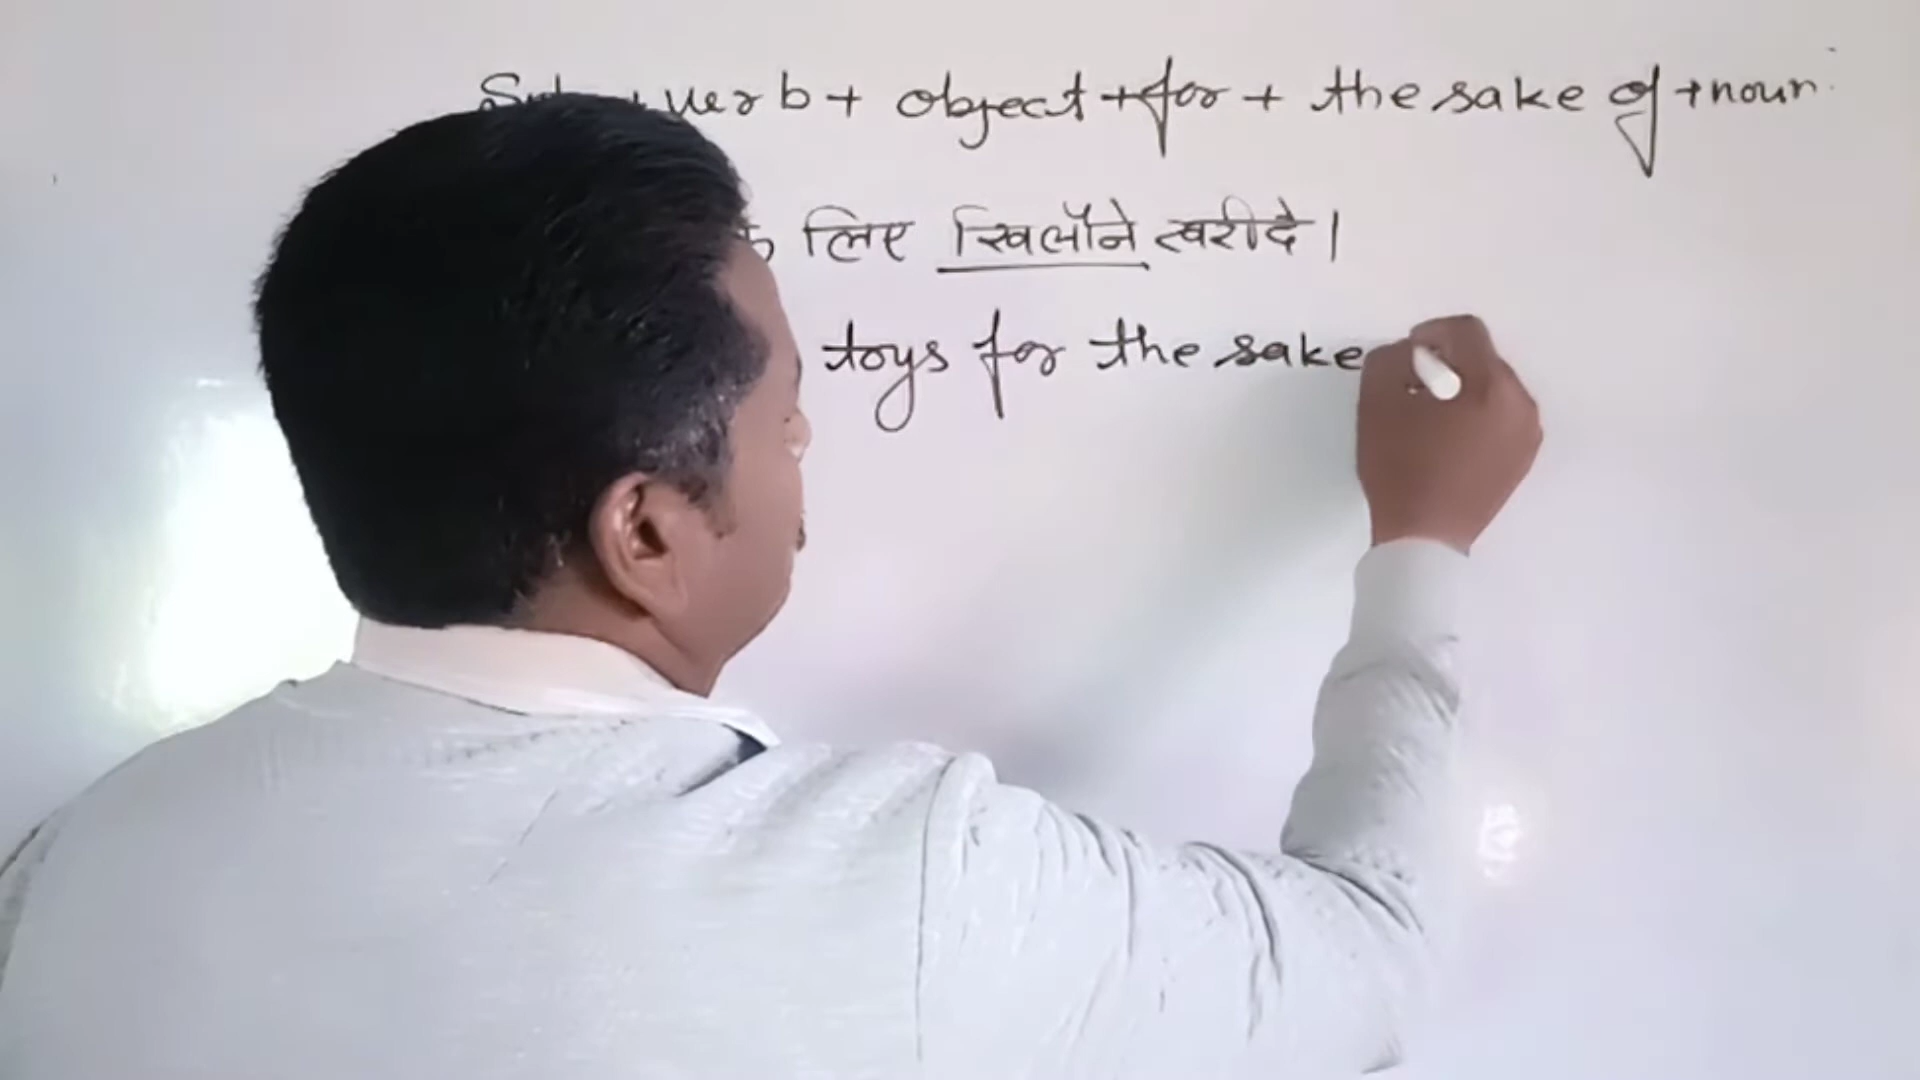 verb + object + for + the sake of + noun
लिए खिलौने खरीदे।
toys for the sake